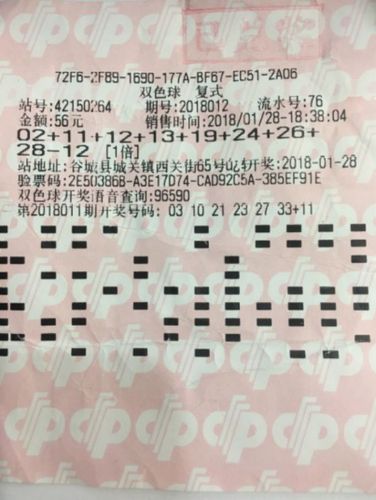 72F6-2F89-1690-177A-BF67-EC51-2A06
双色球 复式
站号:42150264 期号:2018012 流水号:76
金额:56元 销售时间:2018/01/28-18:38:04
02+11+12+13+19+24+26+
28-12 [1倍]
站地址:谷城县城关镇西关街65号 开奖:2018-01-28
验票码:2E50386B-A3E17D74-CAD92C5A-385EF91E
双色球开奖语音查询:96590
第2018011期开奖号码: 03 10 21 23 27 33+11